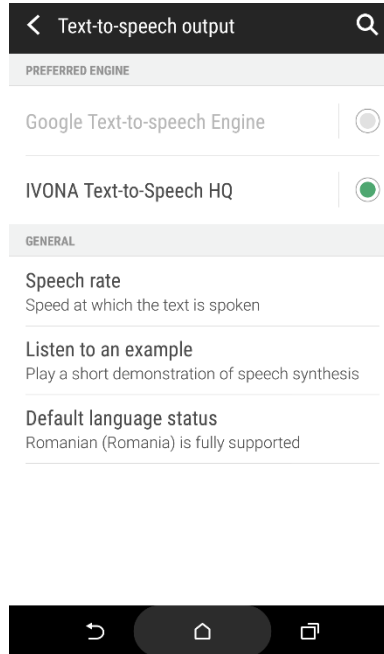 Text-to-speech output
PREFERRED ENGINE
Google Text-to-speech Engine
IVONA Text-to-Speech HQ
GENERAL
Speech rate
Speed at which the text is spoken
Listen to an example
Play a short demonstration of speech synthesis
Default language status
Romanian (Romania) is fully supported